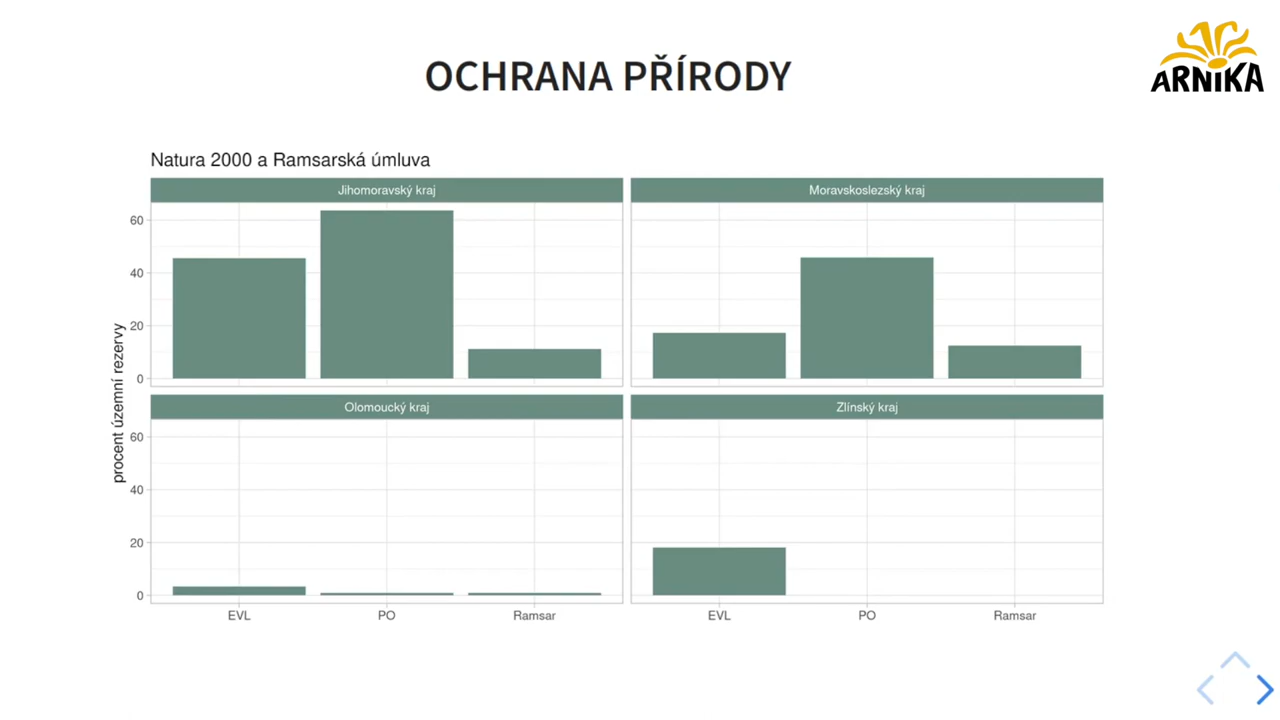 OCHRANA PŘÍRODY
ARNIKA
Natura 2000 a Ramsarská úmluva
Jihomoravský kraj
Moravskoslezský kraj
60
40
20
0
procent územní rezervy
Olomoucký kraj
Zlínský kraj
60
40
20
0
EVL
PO
Ramsar
EVL
PO
Ramsar